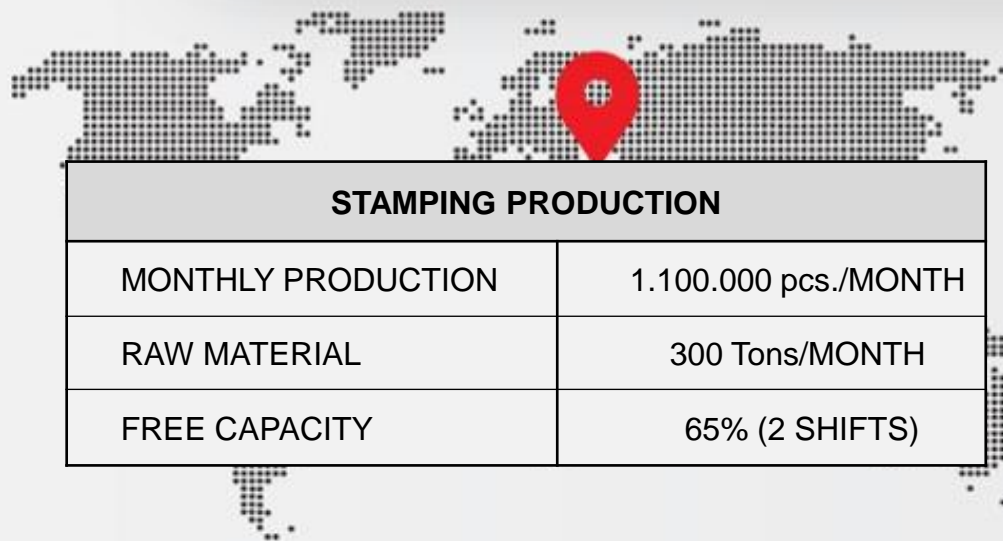 STAMPING PRODUCTION
MONTHLY PRODUCTION 1.100.000 pcs./MONTH
RAW MATERIAL 300 Tons/MONTH
FREE CAPACITY 65% (2 SHIFTS)